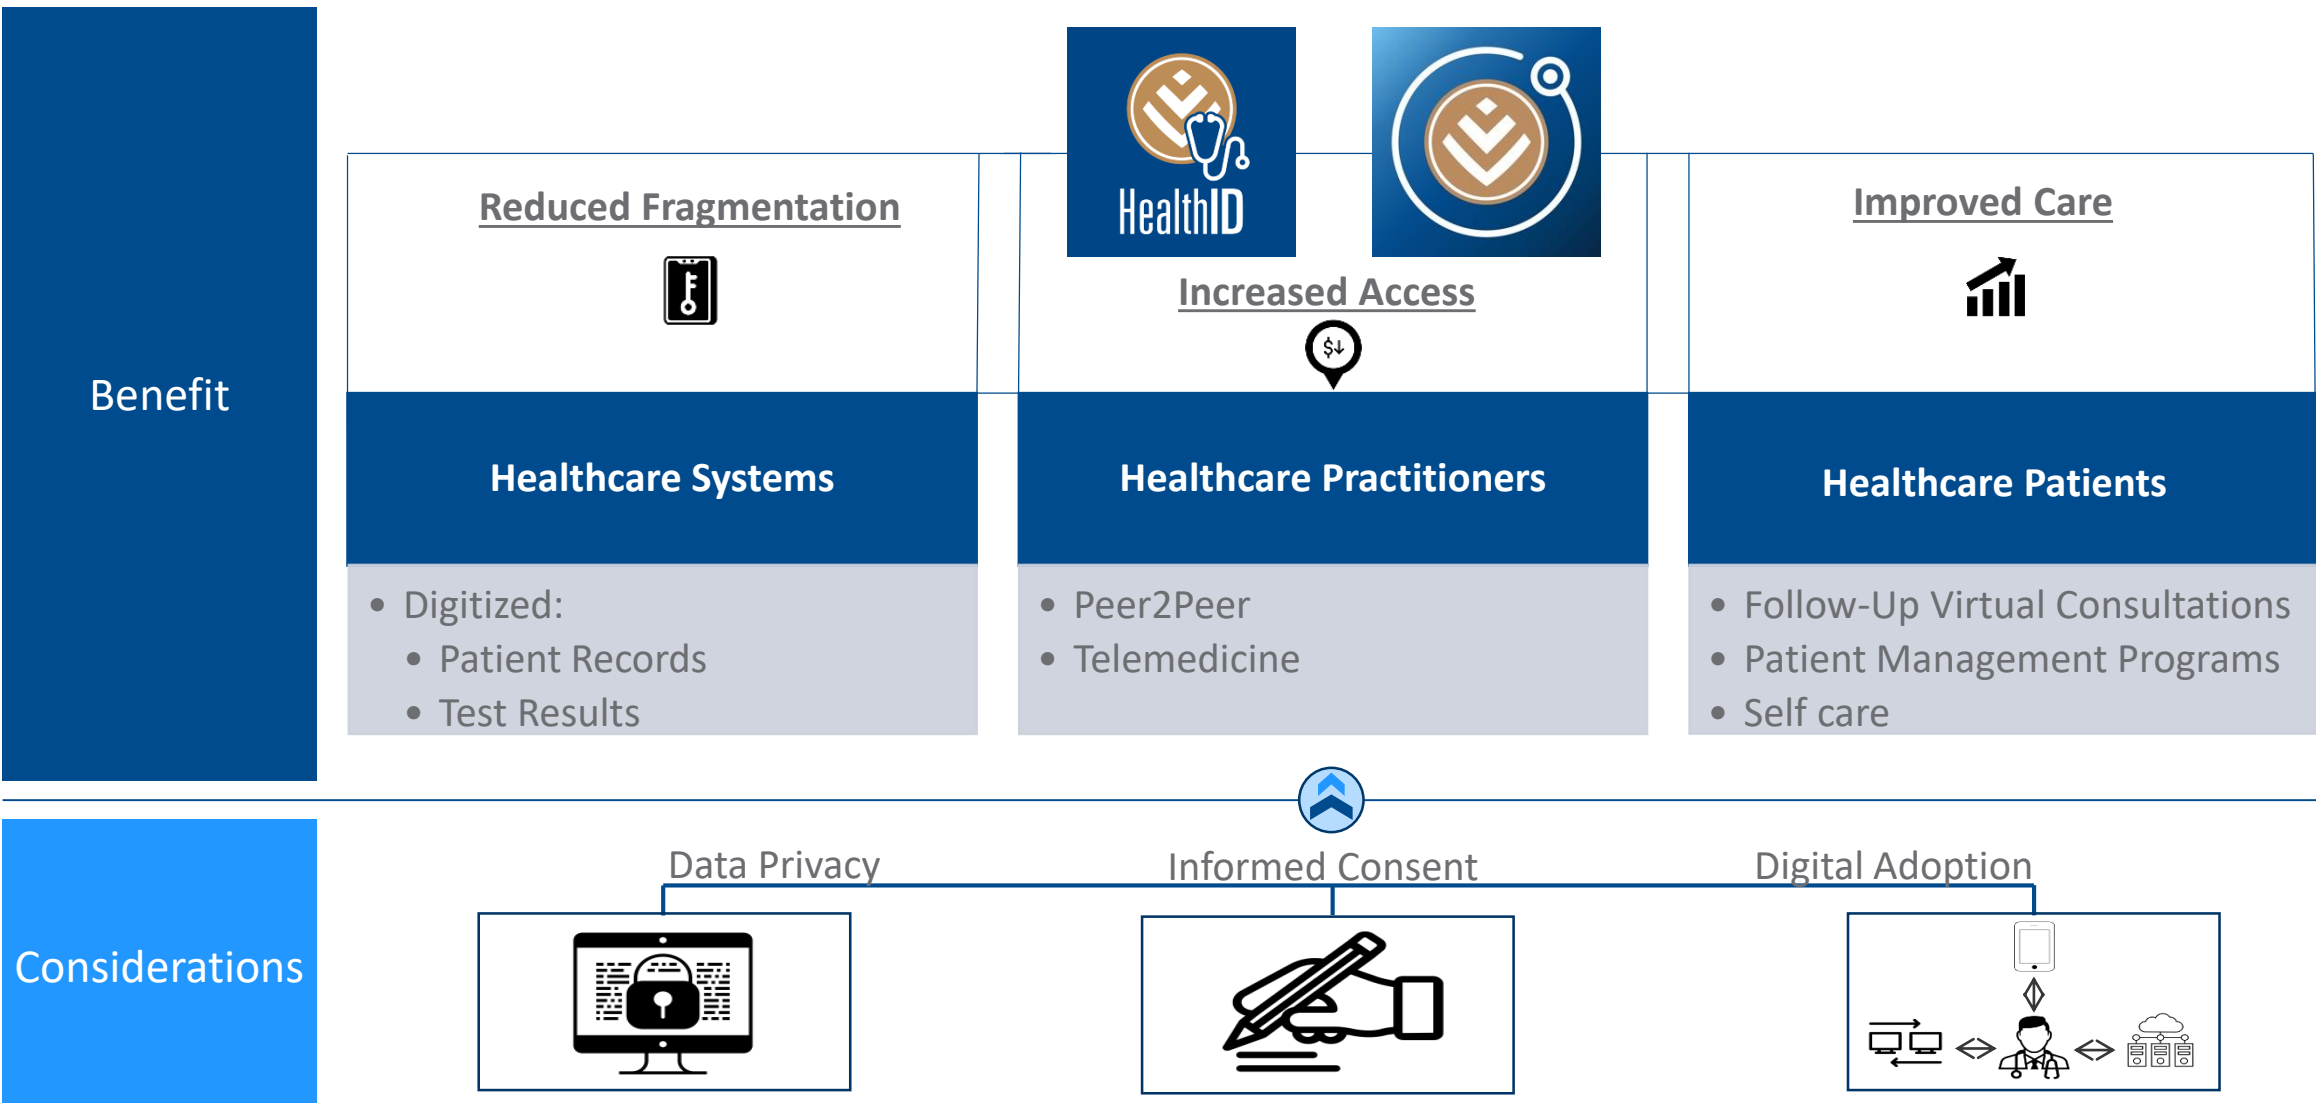 Benefit
HealthID
Reduced Fragmentation
Increased Access
$
Improved Care
Healthcare Systems
Healthcare Practitioners
Healthcare Patients
• Digitized:
• Patient Records
• Test Results
• Peer2Peer
• Telemedicine
• Follow-Up Virtual Consultations
• Patient Management Programs
• Self care
Considerations
Data Privacy
Informed Consent
Digital Adoption